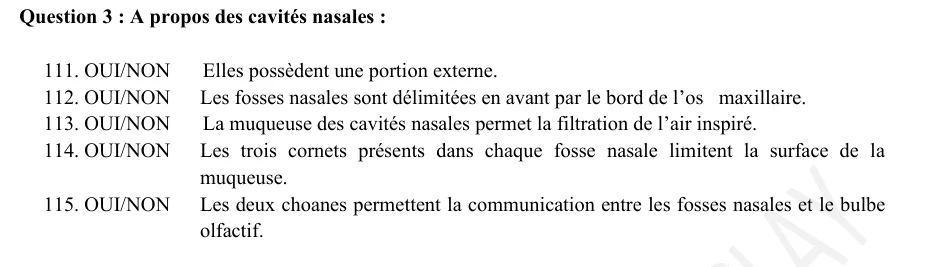 Question 3 : A propos des cavités nasales :
111. OUI/NON Elles possèdent une portion externe.
112. OUI/NON Les fosses nasales sont délimitées en avant par le bord de l'os maxillaire.
113. OUI/NON La muqueuse des cavités nasales permet la filtration de l'air inspiré.
114. OUI/NON Les trois cornets présents dans chaque fosse nasale limitent la surface de la
muqueuse.
115. OUI/NON Les deux choanes permettent la communication entre les fosses nasales et le bulbe
olfactif.